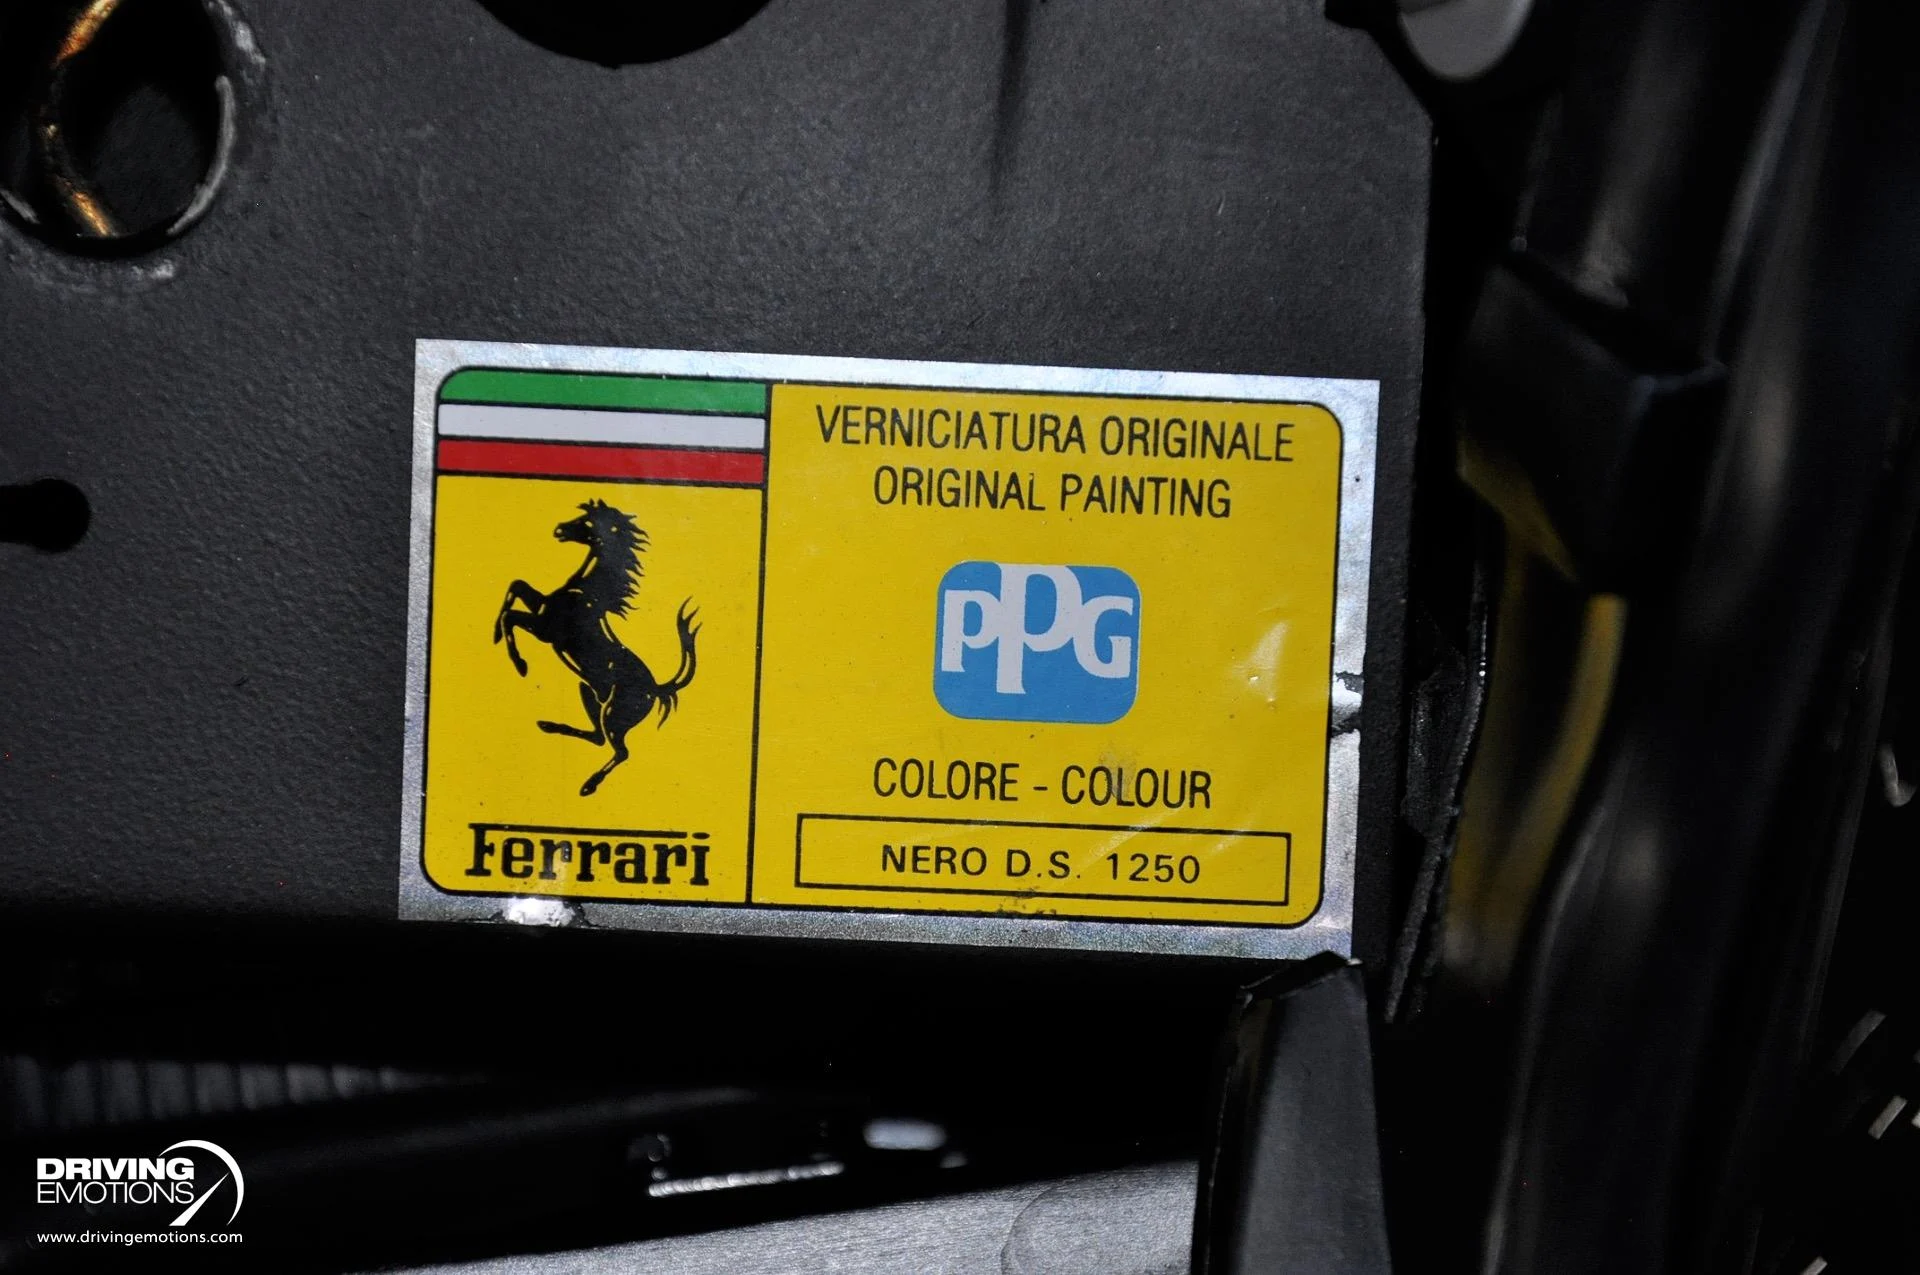 VERNICIATURA ORIGINALE
ORIGINAL PAINTING
PPG
COLORE - COLOUR
NERO D.S. 1250
Ferrari
DRIVING
EMOTIONS
www.drivingemotions.com